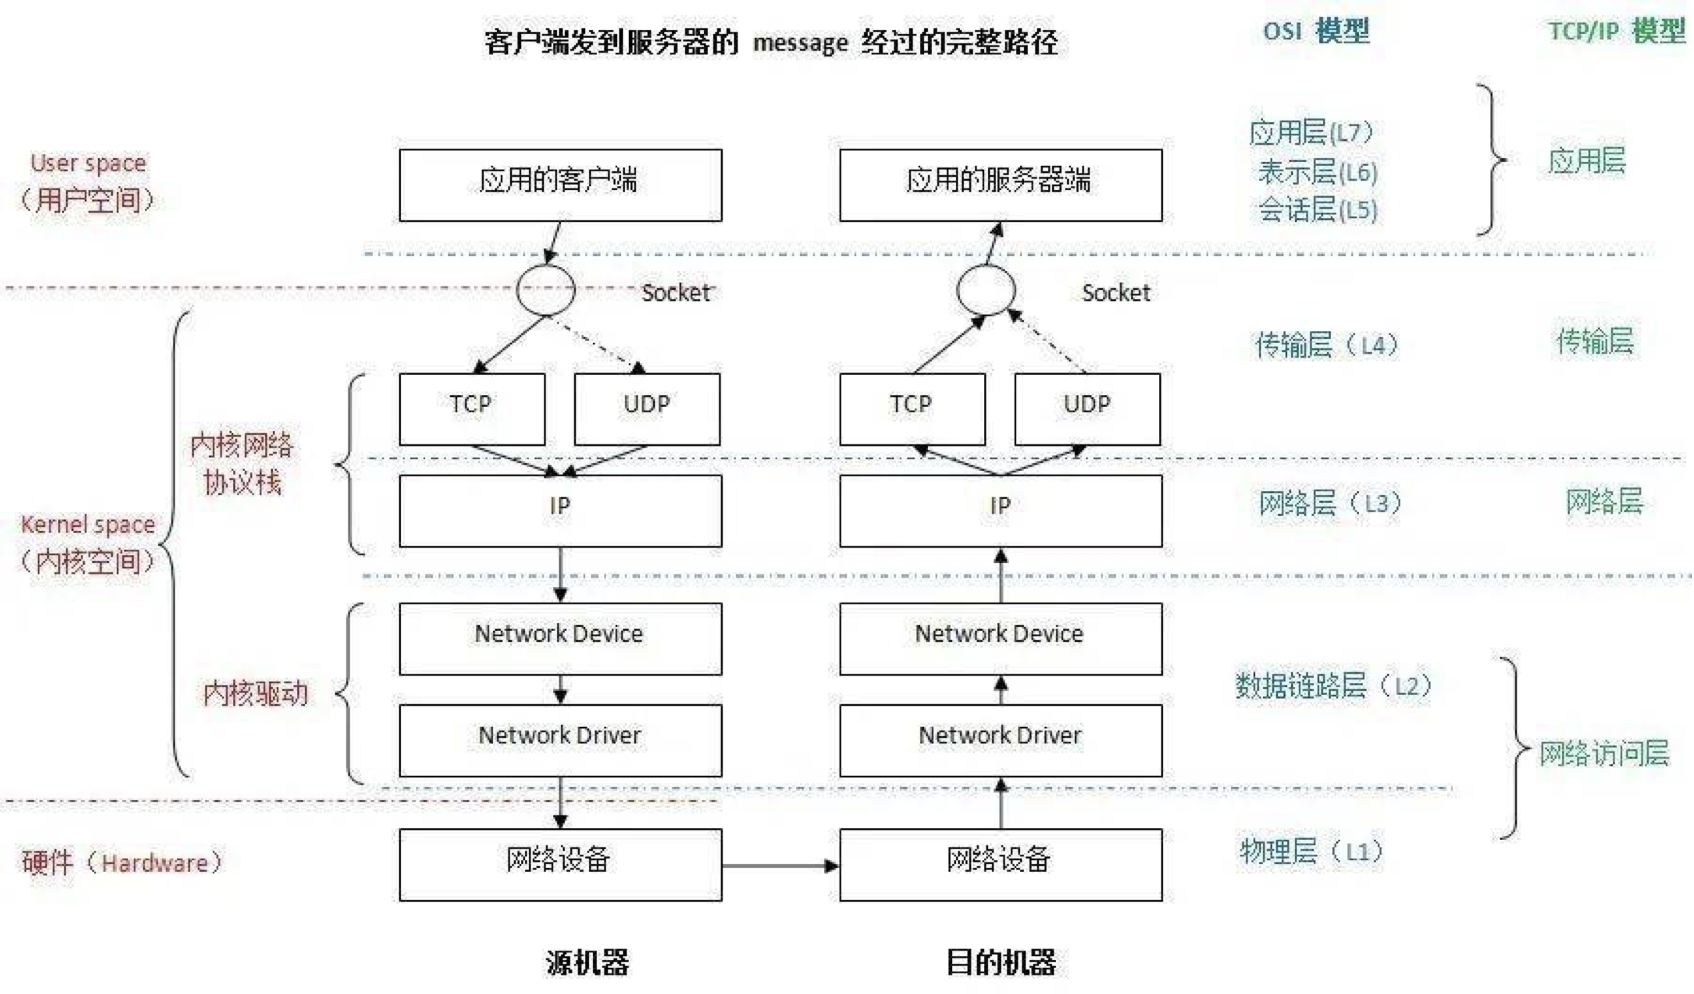 客户端发到服务器的 message 经过的完整路径
OSI 模型
TCP/IP 模型
User space
（用户空间）
应用的客户端
应用的服务器端
应用层(L7)
表示层(L6)
会话层(L5)
应用层
Socket
Socket
传输层（L4）
传输层
TCP
UDP
TCP
UDP
内核网络
协议栈
IP
IP
网络层（L3）
网络层
Kernel space
（内核空间）
Network Device
Network Device
内核驱动
数据链路层（L2）
Network Driver
Network Driver
网络访问层
硬件（Hardware）
网络设备
网络设备
物理层（L1）
源机器
目的机器